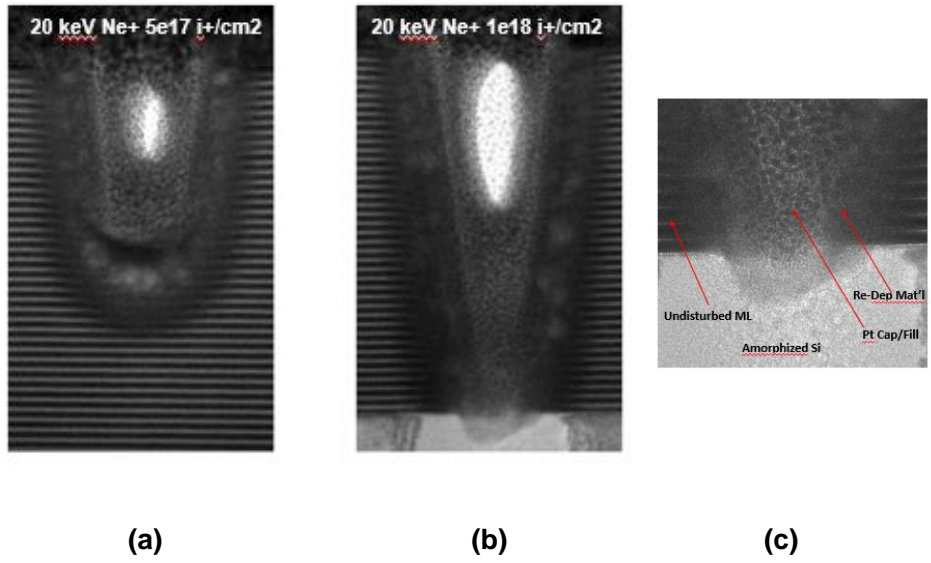 20 keV Ne+ 5e17 i+/cm2
20 keV Ne+ 1e18 i+/cm2
Undisturbed ML
Re-Dep Mat'l
Pt Cap/Fill
Amorphized Si
(a)
(b)
(c)